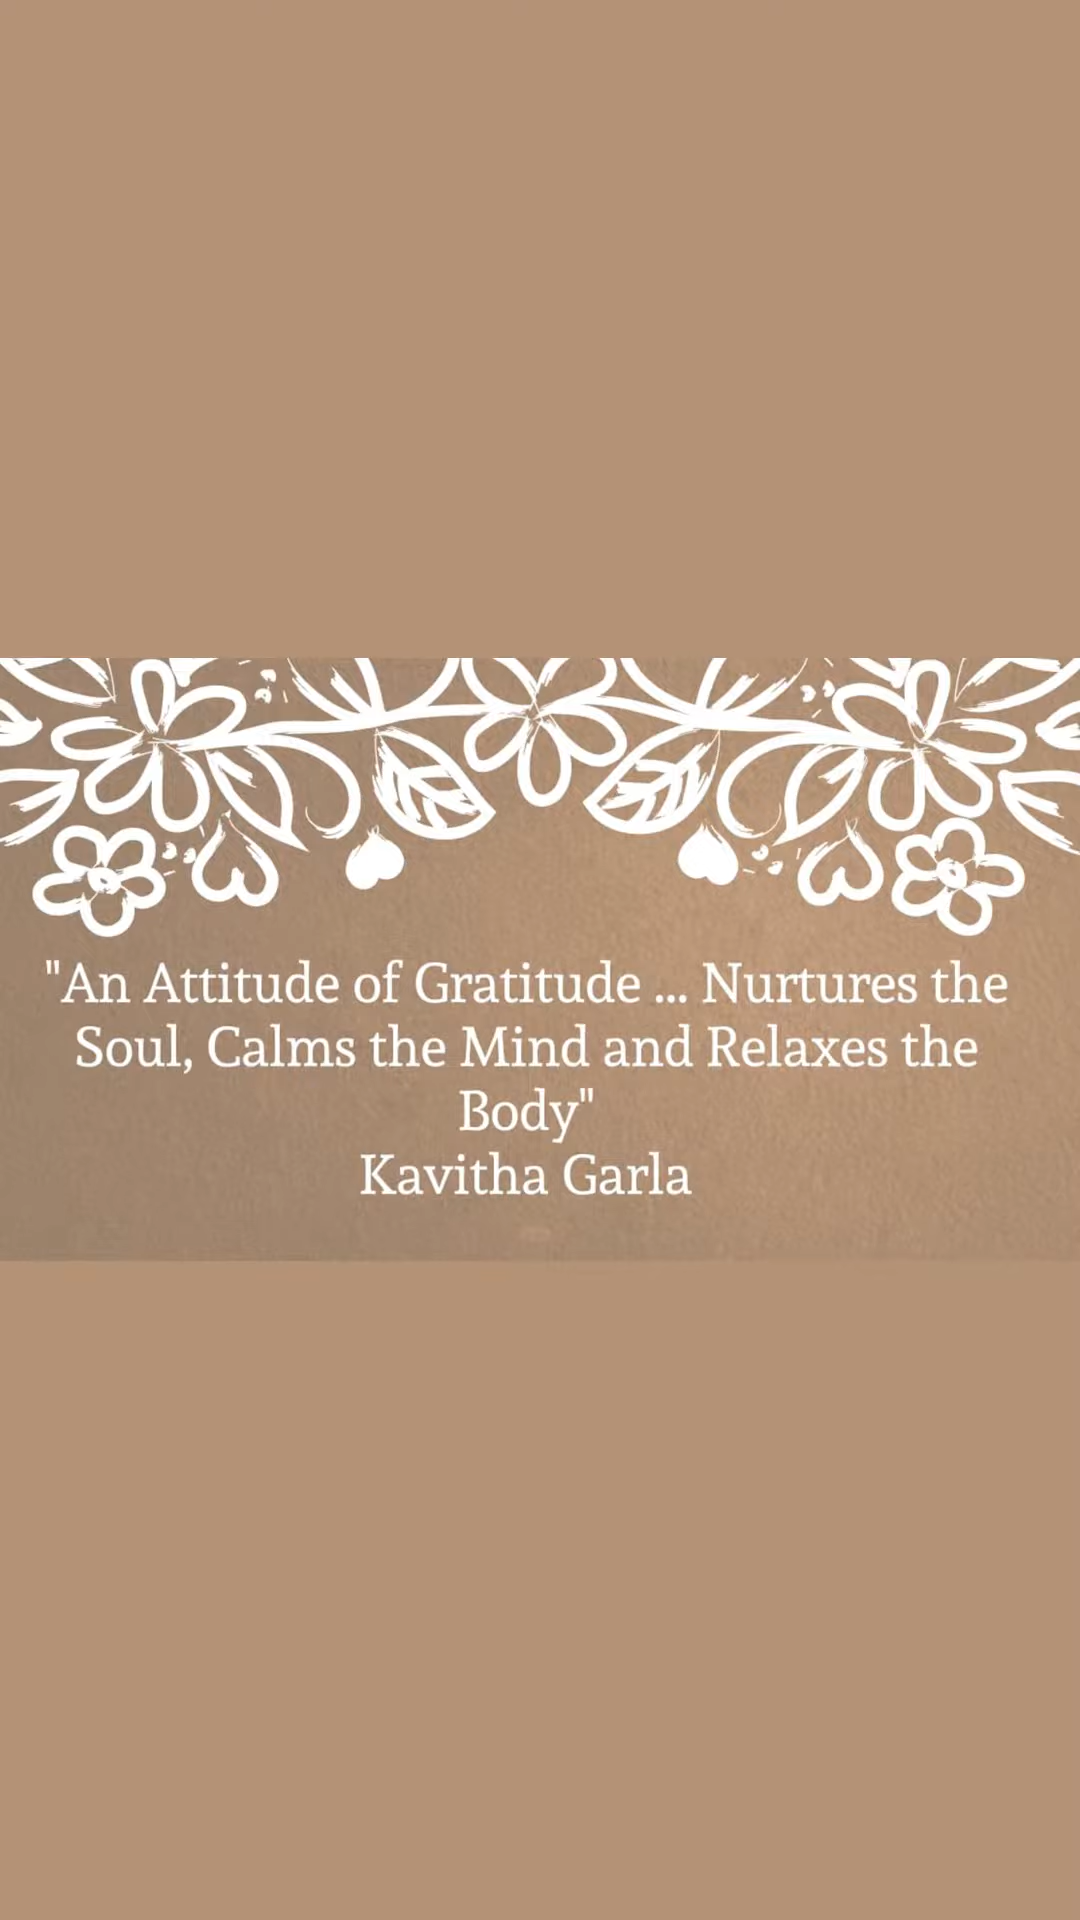 "An Attitude of Gratitude ... Nurtures the
Soul, Calms the Mind and Relaxes the
Body"
Kavitha Garla